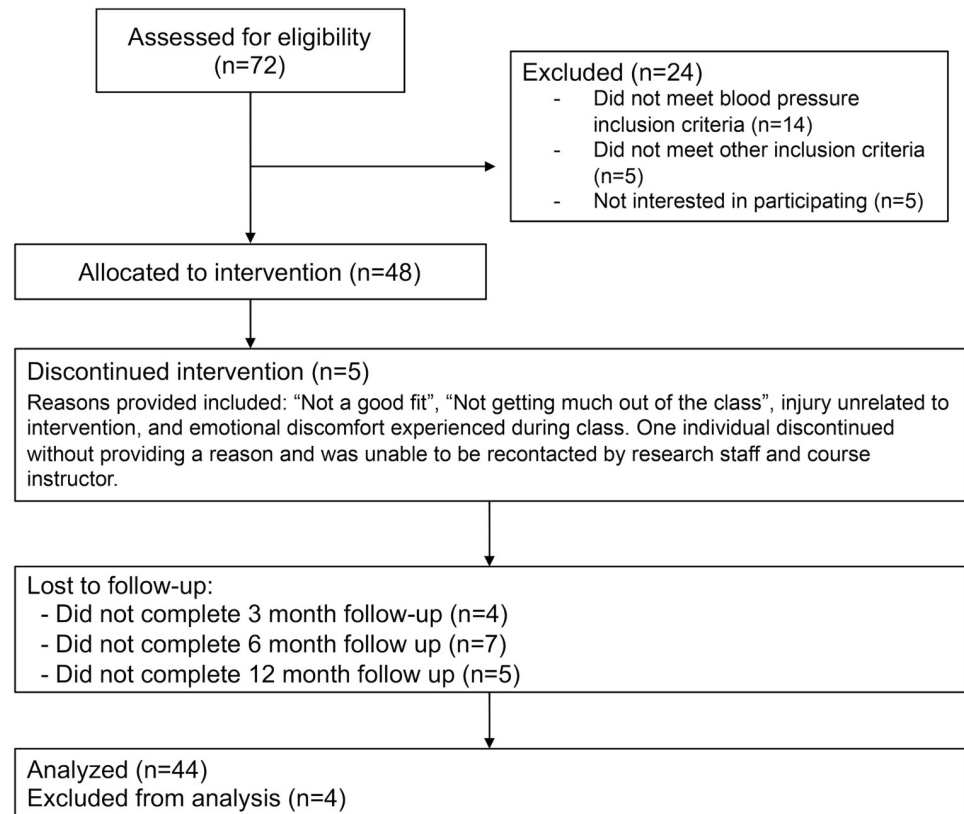 Assessed for eligibility
(n=72)
Excluded (n=24)
- Did not meet blood pressure
inclusion criteria (n=14)
- Did not meet other inclusion criteria
(n=5)
- Not interested in participating (n=5)
Allocated to intervention (n=48)
Discontinued intervention (n=5)
Reasons provided included: “Not a good fit”, “Not getting much out of the class”, injury unrelated to
intervention, and emotional discomfort experienced during class. One individual discontinued
without providing a reason and was unable to be recontacted by research staff and course
instructor.
Lost to follow-up:
- Did not complete 3 month follow-up (n=4)
- Did not complete 6 month follow up (n=7)
- Did not complete 12 month follow up (n=5)
Analyzed (n=44)
Excluded from analysis (n=4)